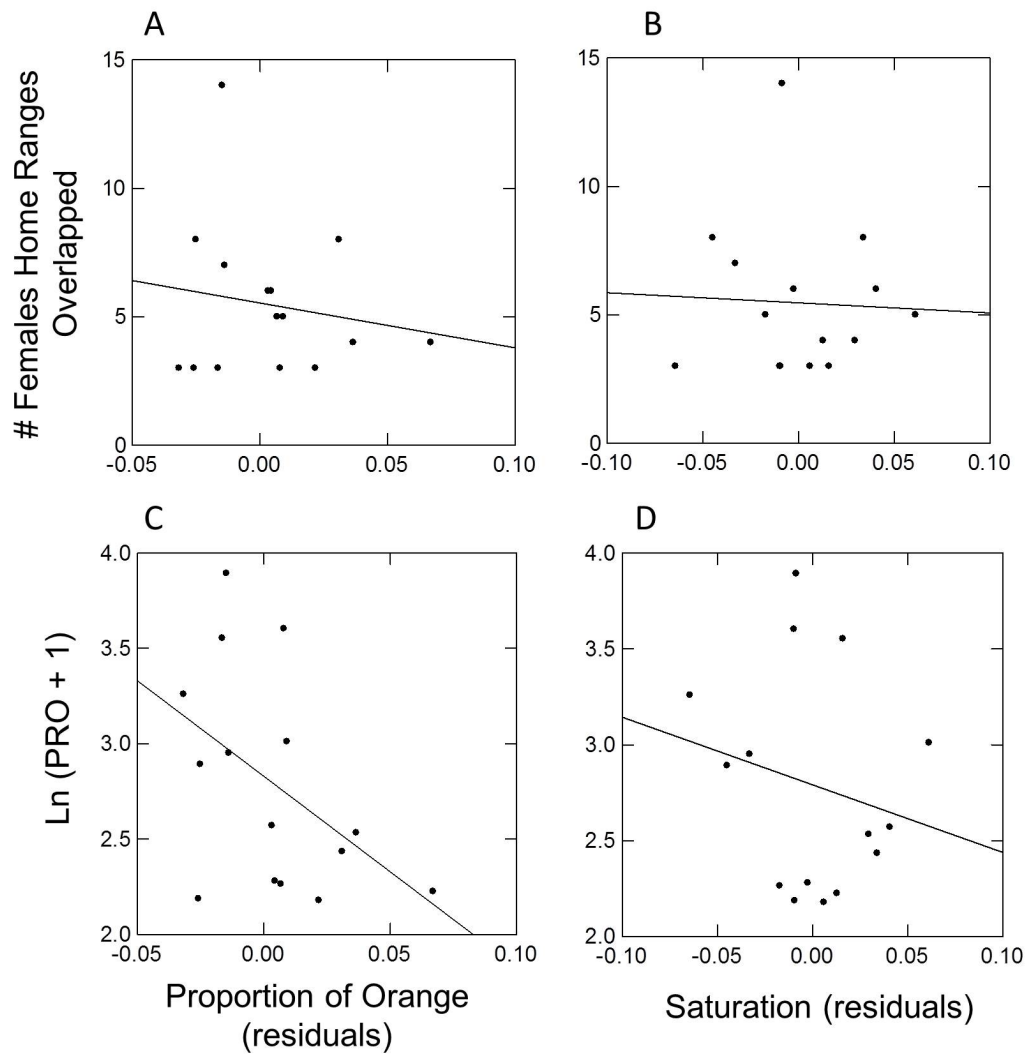 A
B
# Females Home Ranges
Overlapped
15
10
5
0
-0.05 0.00 0.05 0.10
15
10
5
0
-0.10 -0.05 0.00 0.05 0.10
C
D
Ln (PRO + 1)
4.0
3.5
3.0
2.5
2.0
-0.05 0.00 0.05 0.10
4.0
3.5
3.0
2.5
2.0
-0.10 -0.05 0.00 0.05 0.10
Proportion of Orange
(residuals)
Saturation (residuals)